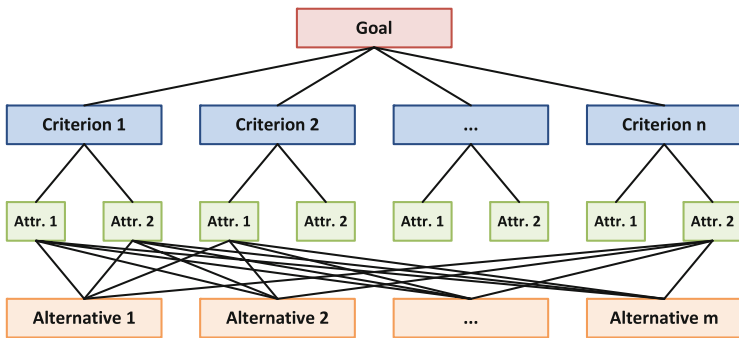 Goal
Criterion 1
Criterion 2
...
Criterion n
Attr. 1
Attr. 2
Attr. 1
Attr. 2
Attr. 1
Attr. 2
Attr. 1
Attr. 2
Alternative 1
Alternative 2
...
Alternative m